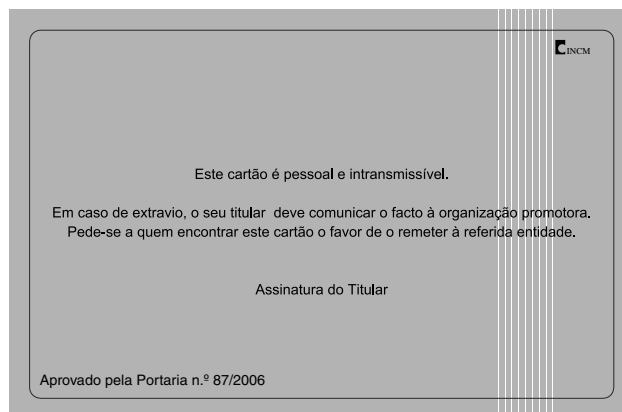 INCM
Este cartão é pessoal e intransmissível.
Em caso de extravio, o seu titular deve comunicar o facto à organização promotora.
Pede-se a quem encontrar este cartão o favor de o remeter à referida entidade.
Assinatura do Titular
Aprovado pela Portaria n.º 87/2006